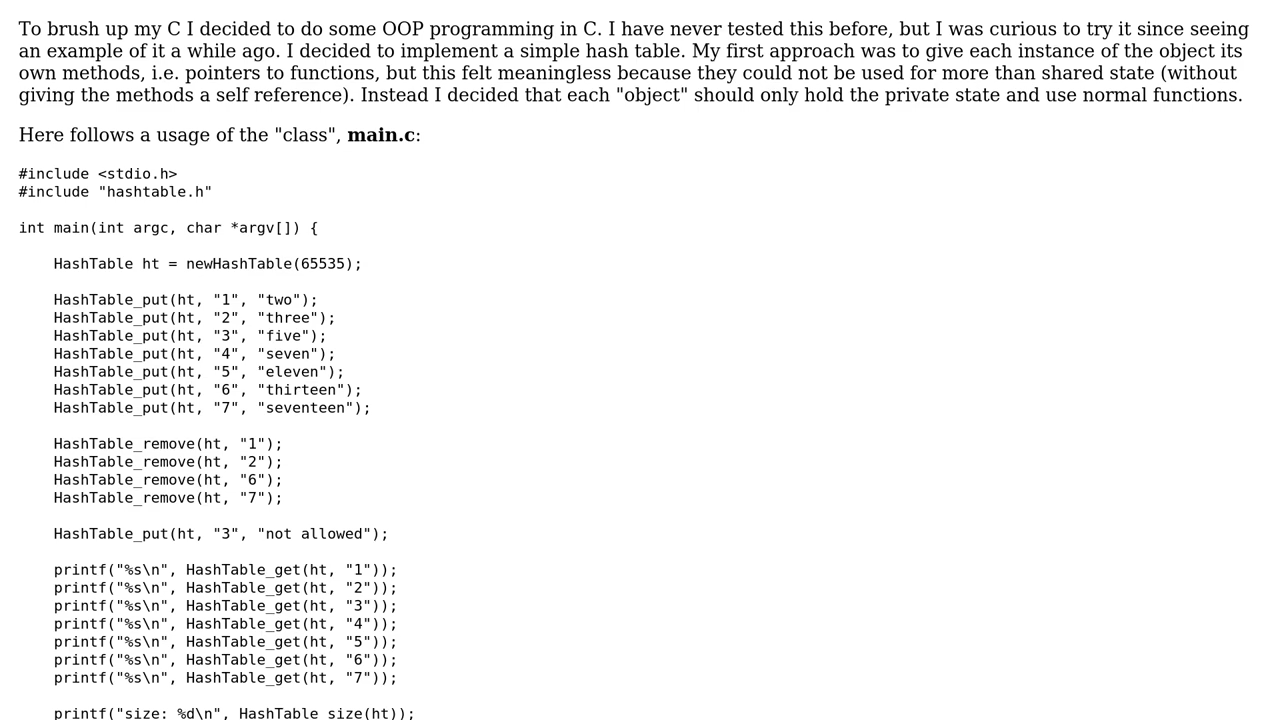 To brush up my C I decided to do some OOP programming in C. I have never tested this before, but I was curious to try it since seeing
an example of it a while ago. I decided to implement a simple hash table. My first approach was to give each instance of the object its
own methods, i.e. pointers to functions, but this felt meaningless because they could not be used for more than shared state (without
giving the methods a self reference). Instead I decided that each "object" should only hold the private state and use normal functions.
Here follows a usage of the "class", main.c:
#include <stdio.h>
#include "hashtable.h"
int main(int argc, char *argv[]) {
    HashTable ht = newHashTable(65535);
    HashTable_put(ht, "1", "two");
    HashTable_put(ht, "2", "three");
    HashTable_put(ht, "3", "five");
    HashTable_put(ht, "4", "seven");
    HashTable_put(ht, "5", "eleven");
    HashTable_put(ht, "6", "thirteen");
    HashTable_put(ht, "7", "seventeen");
    HashTable_remove(ht, "1");
    HashTable_remove(ht, "2");
    HashTable_remove(ht, "6");
    HashTable_remove(ht, "7");
    HashTable_put(ht, "3", "not allowed");
    printf("%s\n", HashTable_get(ht, "1"));
    printf("%s\n", HashTable_get(ht, "2"));
    printf("%s\n", HashTable_get(ht, "3"));
    printf("%s\n", HashTable_get(ht, "4"));
    printf("%s\n", HashTable_get(ht, "5"));
    printf("%s\n", HashTable_get(ht, "6"));
    printf("%s\n", HashTable_get(ht, "7"));
    printf("size: %d\n", HashTable_size(ht));